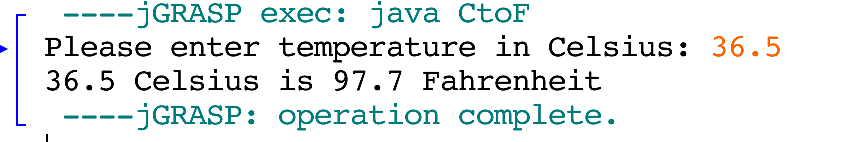 ----jGRASP exec: java CtoF
Please enter temperature in Celsius: 36.5
36.5 Celsius is 97.7 Fahrenheit
----jGRASP: operation complete.